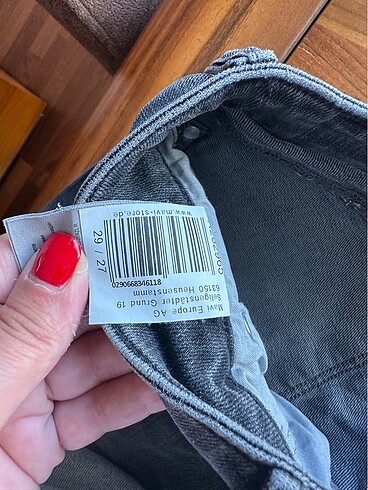 Mavi Europe AG
Seligenstädter Grund 19
63150 Heusenstamm
0290668346118
29 / 27
www.mavi-store.de